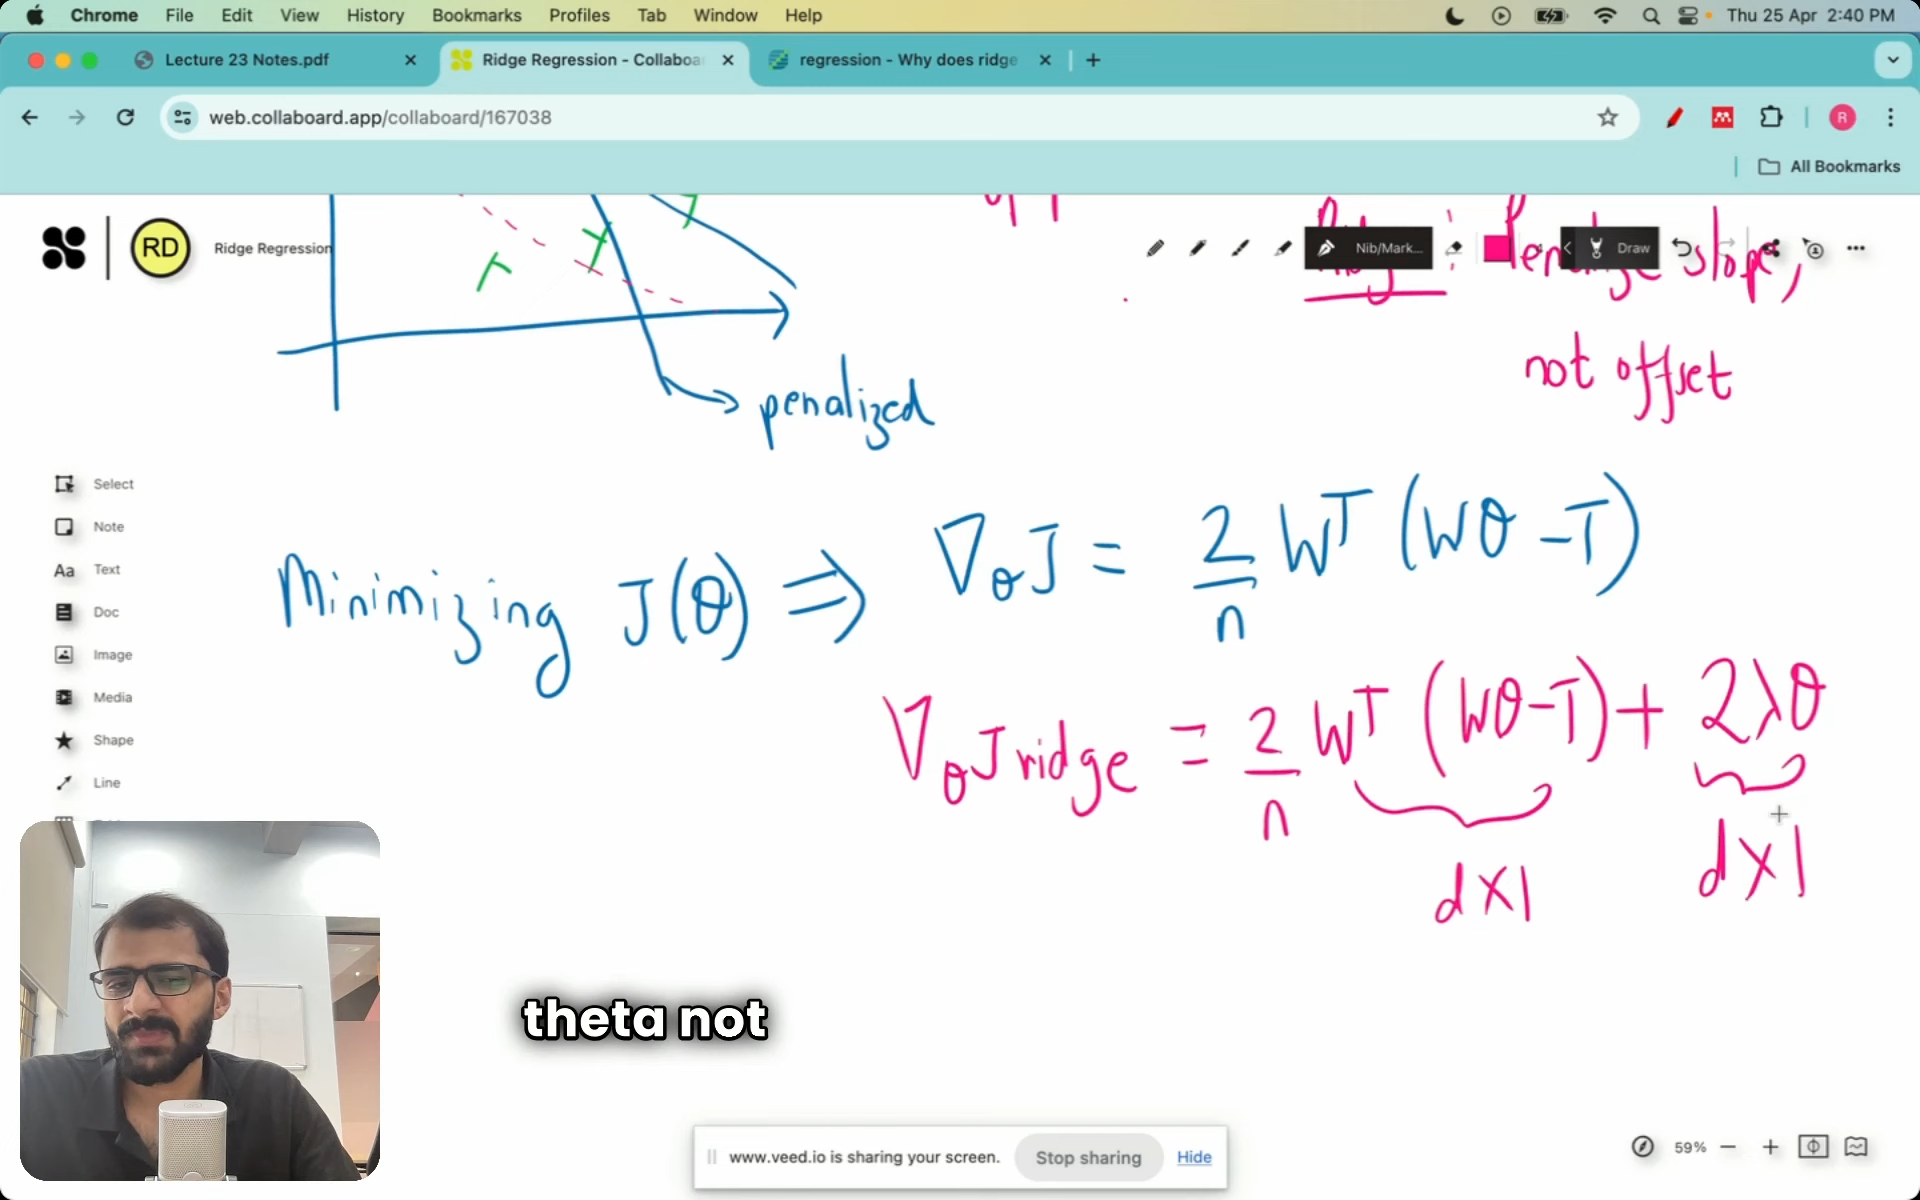 Chrome File Edit View History Bookmarks Profiles Tab Window Help Thu 25 Apr 2:40 PM
Lecture 23 Notes.pdf Ridge Regression - Collaboa regression - Why does ridge
web.collaboard.app/collaboard/167038 R
All Bookmarks
RD Ridge Regression Nib/Mark... Draw
slope,
not offset
penalized
Select
Note
Text
Doc
Image
Media
Shape
Line
Minimizing J(θ) ⇒ ∇θJ = 2/n Wᵀ (Wθ - T)
∇θJridge = 2/n Wᵀ (Wθ-T) + 2λθ
dx1 dx1
theta not
www.veed.io is sharing your screen. Stop sharing Hide
59%